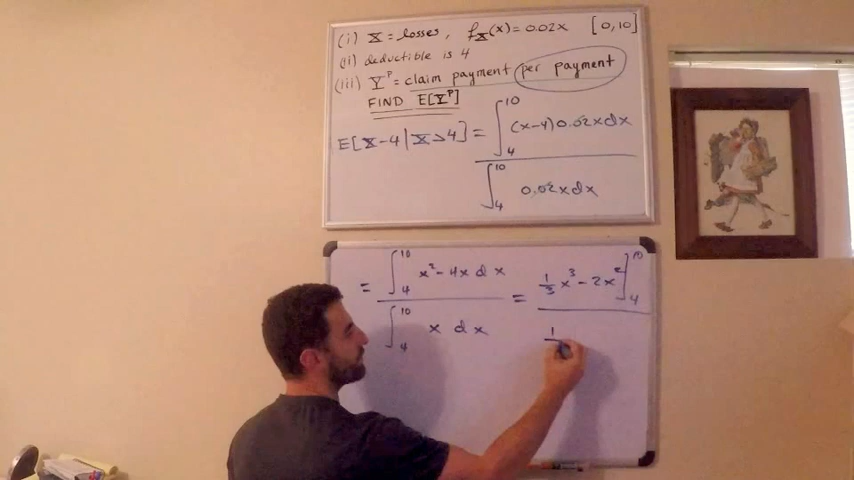 (i) X = losses, f_X(x) = 0.02x [0,10]
(ii) deductible is 4
(iii) Y^P = claim payment per payment
FIND E[Y^P]
E[X-4|X>4] = ∫_4^10 (x-4) 0.02x dx / ∫_4^10 0.02x dx
= ∫_4^10 x² - 4x dx / ∫_4^10 x dx = 1/3 x³ - 2x² ]_4^10 / 1